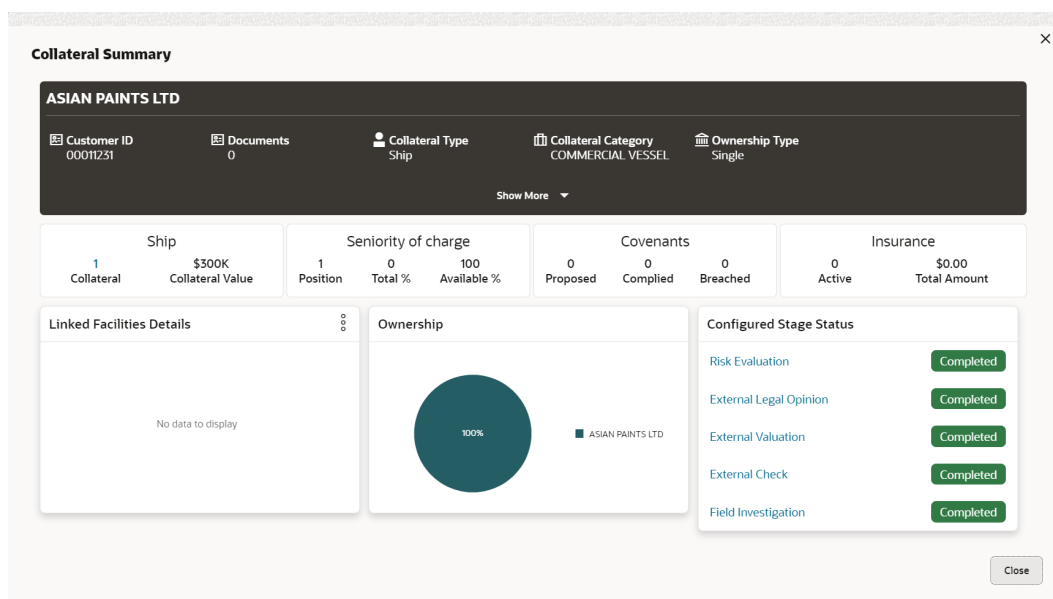 Collateral Summary
ASIAN PAINTS LTD
Customer ID
00011231
Documents
0
Collateral Type
Ship
Collateral Category
COMMERCIAL VESSEL
Ownership Type
Single
Show More
Ship
1
Collateral
$300K
Collateral Value
Seniority of charge
1
Position
0
Total %
100
Available %
Covenants
0
Proposed
0
Complied
0
Breached
Insurance
0
Active
$0.00
Total Amount
Linked Facilities Details
No data to display
Ownership
100%
ASIAN PAINTS LTD
Configured Stage Status
Risk Evaluation Completed
External Legal Opinion Completed
External Valuation Completed
External Check Completed
Field Investigation Completed
Close